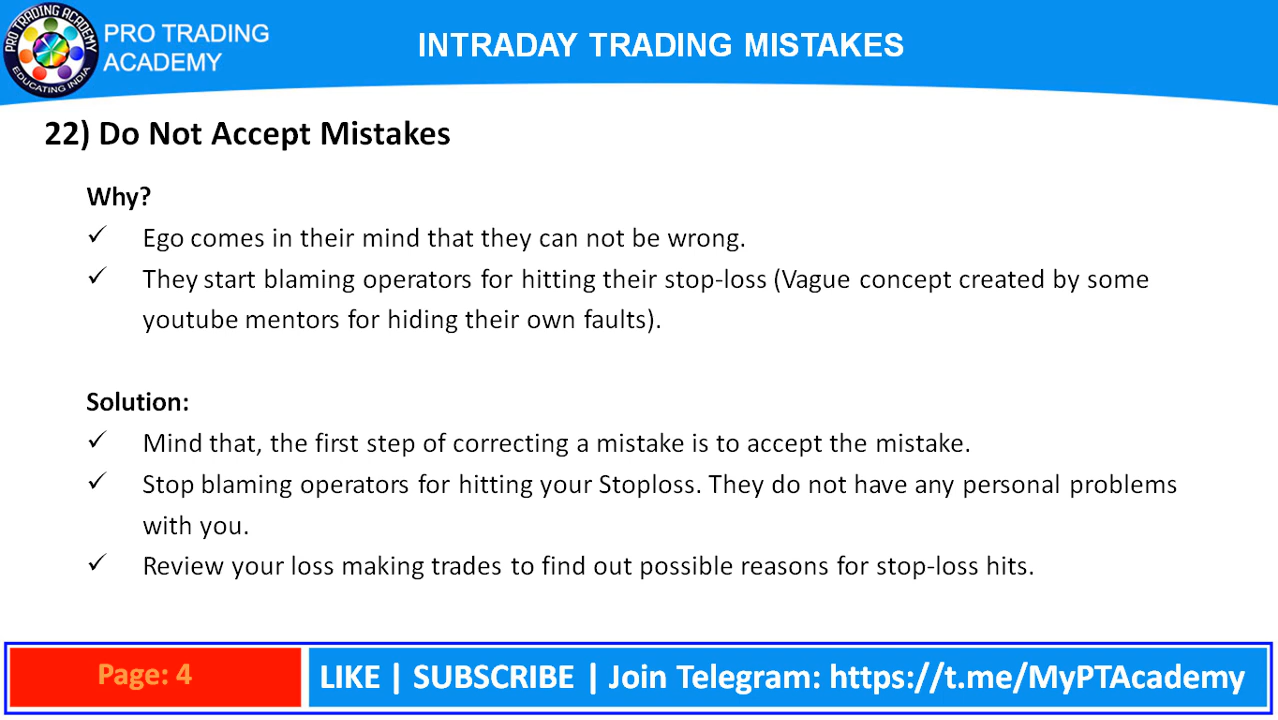 PRO TRADING ACADEMY
EDUCATING INDIA
PRO TRADING
ACADEMY
INTRADAY TRADING MISTAKES
22) Do Not Accept Mistakes
Why?
✓ Ego comes in their mind that they can not be wrong.
✓ They start blaming operators for hitting their stop-loss (Vague concept created by some
youtube mentors for hiding their own faults).
Solution:
✓ Mind that, the first step of correcting a mistake is to accept the mistake.
✓ Stop blaming operators for hitting your Stoploss. They do not have any personal problems
with you.
✓ Review your loss making trades to find out possible reasons for stop-loss hits.
Page: 4
LIKE | SUBSCRIBE | Join Telegram: https://t.me/MyPTAcademy